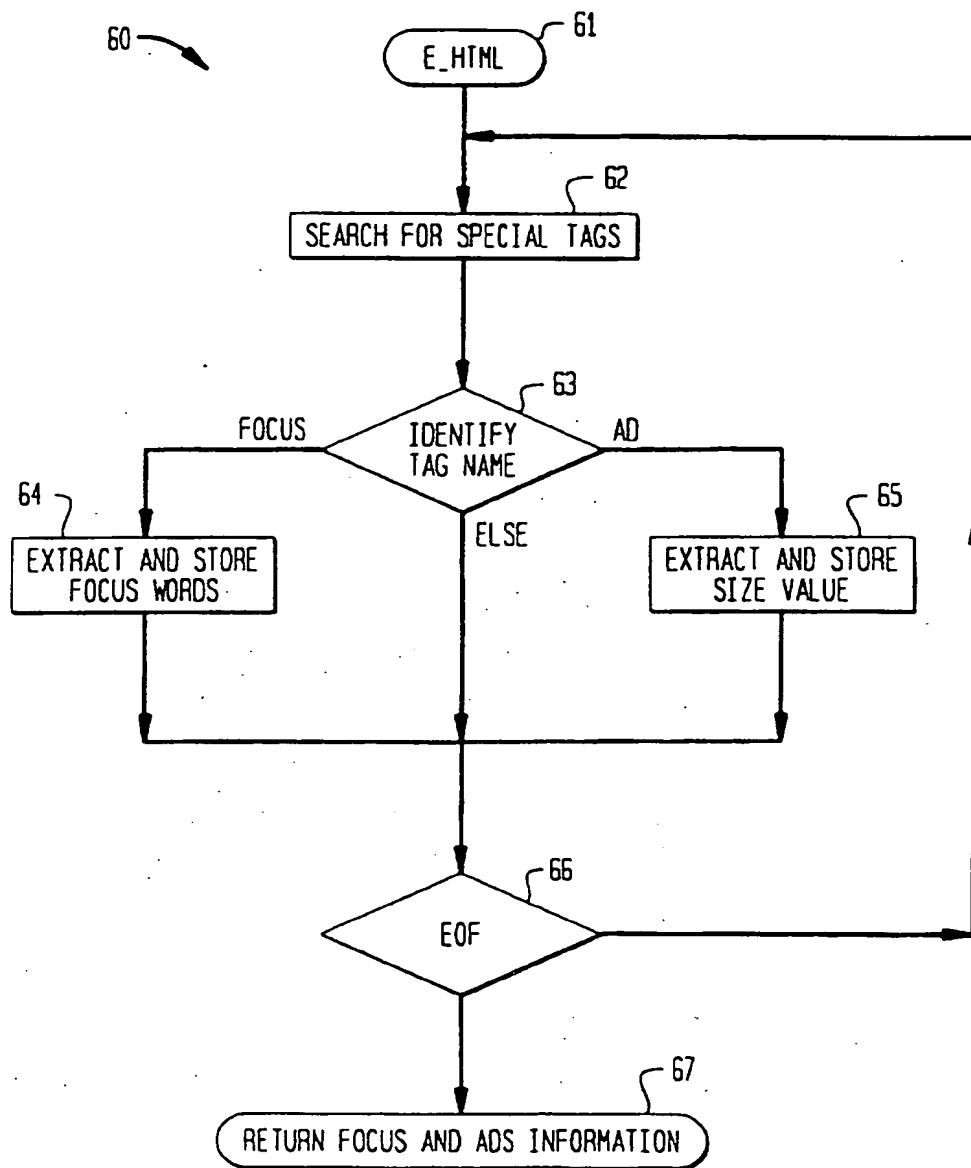 60
61
E_HTML
62
SEARCH FOR SPECIAL TAGS
63
FOCUS
IDENTIFY
TAG NAME
AD
64
ELSE
65
EXTRACT AND STORE
FOCUS WORDS
EXTRACT AND STORE
SIZE VALUE
66
EOF
67
RETURN FOCUS AND ADS INFORMATION